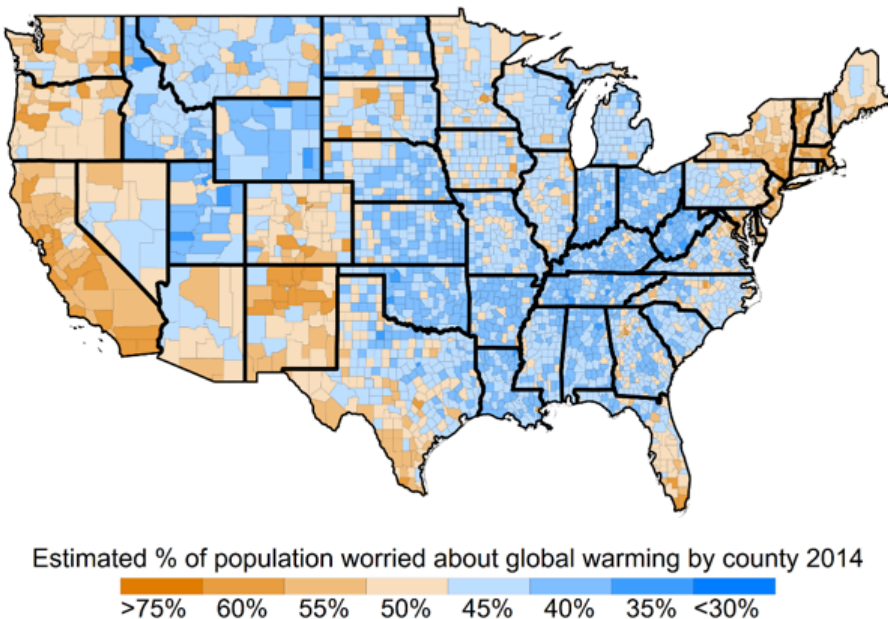 Estimated % of population worried about global warming by county 2014
>75% 60% 55% 50% 45% 40% 35% <30%